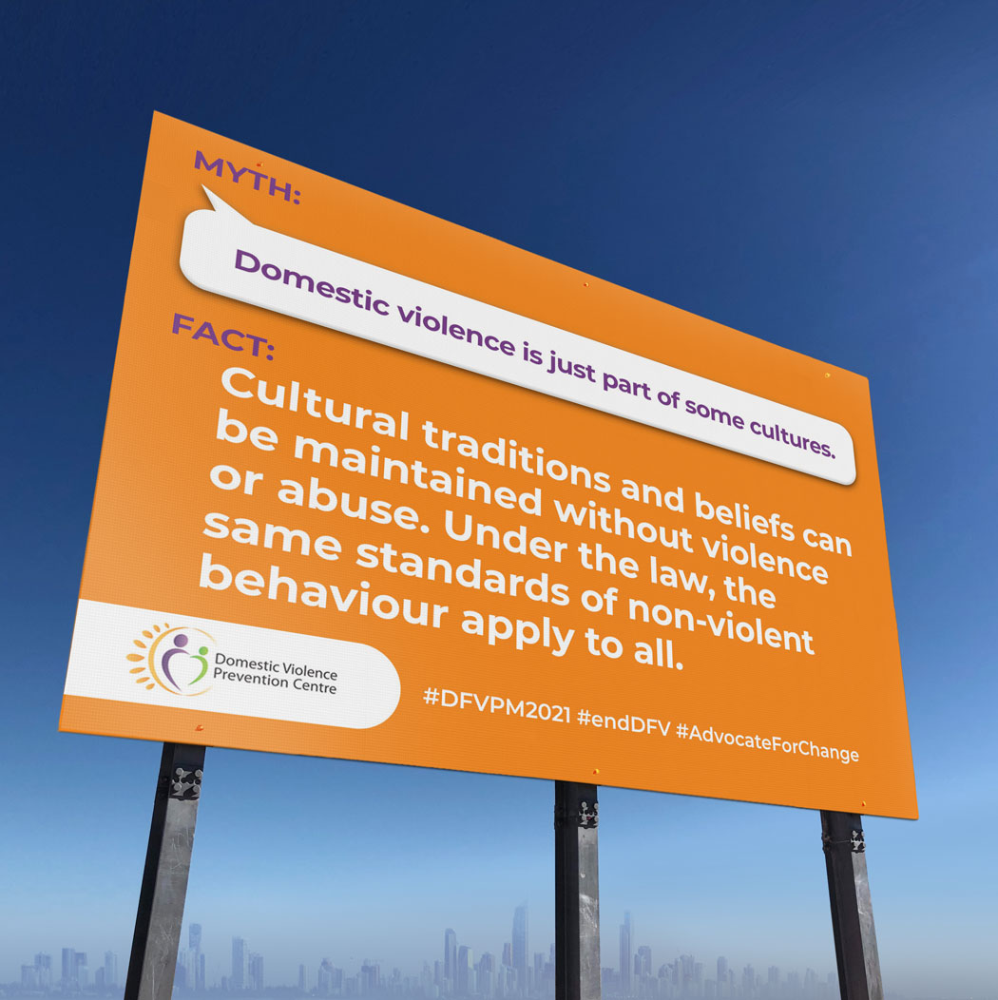 MYTH:
Domestic violence is just part of some cultures.
FACT:
Cultural traditions and beliefs can
be maintained without violence
or abuse. Under the law, the
same standards of non-violent
behaviour apply to all.
Domestic Violence
Prevention Centre
#DFVPM2021 #endDFV #AdvocateForChange